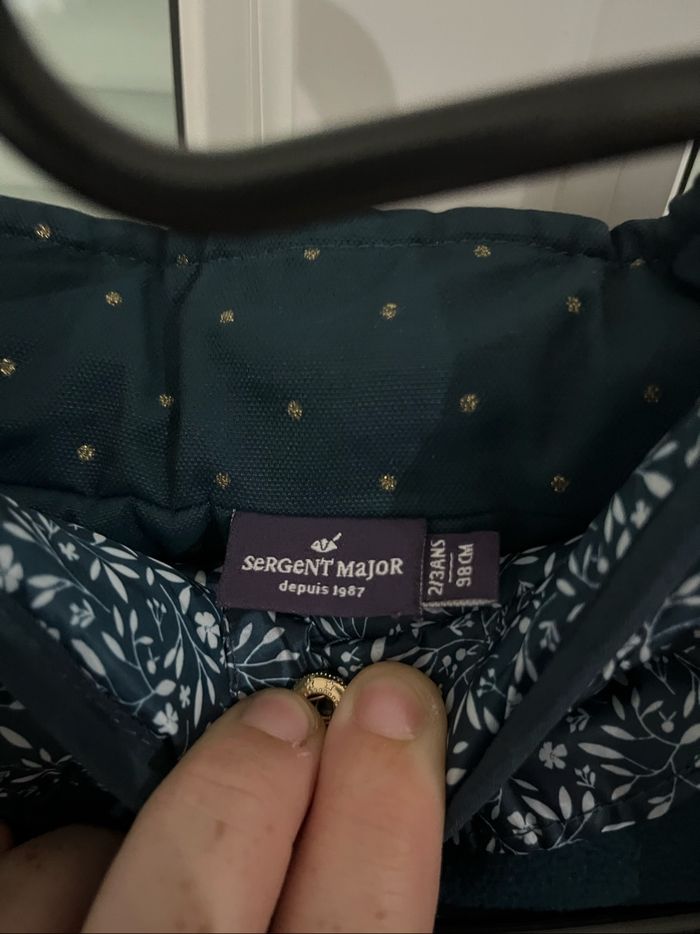 SeRGeNT MaJoR
depuis 1987
2/3ANS
98CM